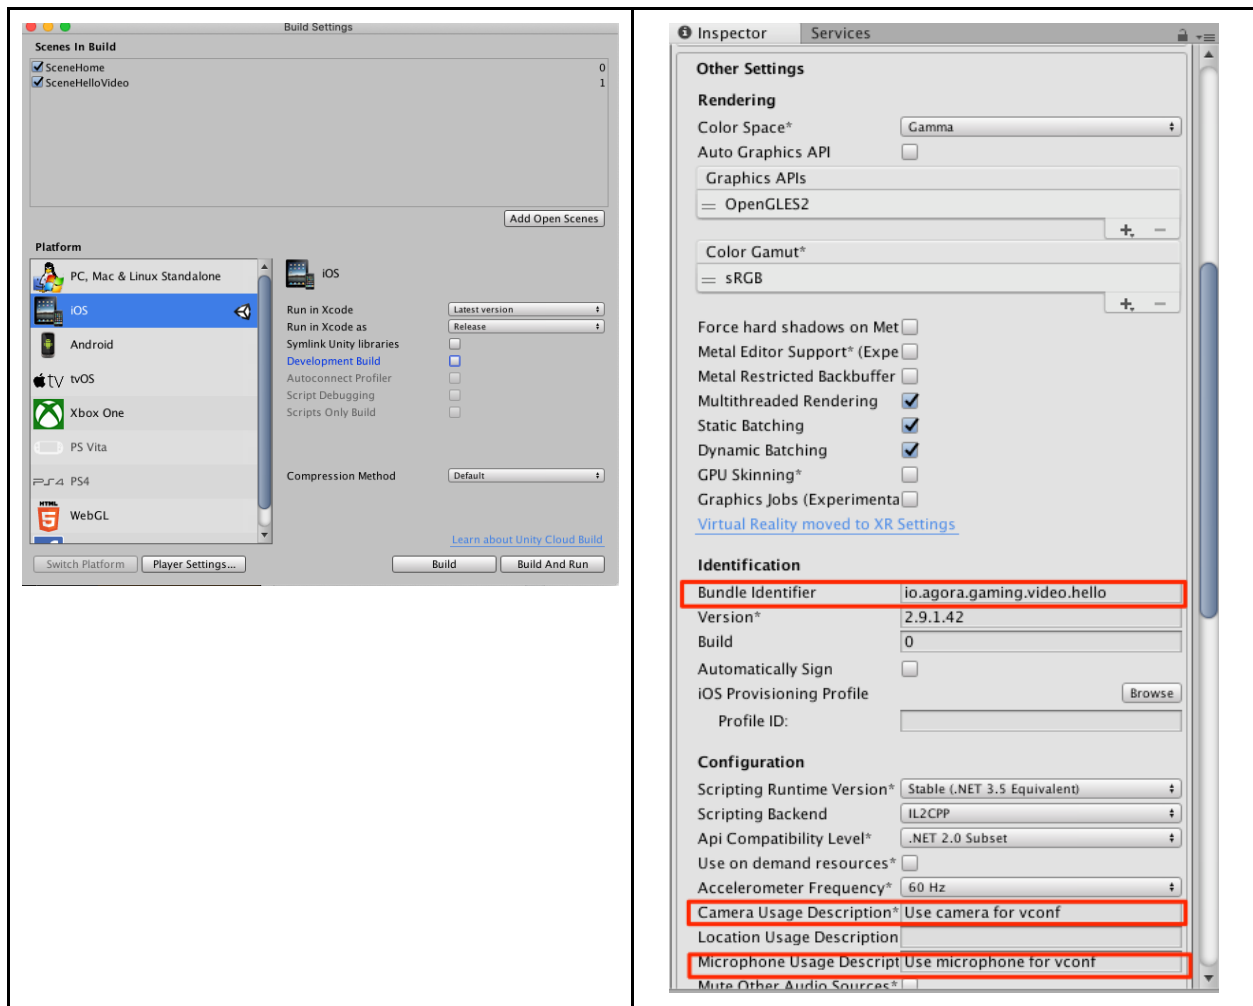 Build Settings
Scenes In Build
SceneHome 0
SceneHelloVideo 1
Add Open Scenes
Platform
PC, Mac & Linux Standalone
iOS
Android
tv
tvOS
Xbox One
PS Vita
PS4
HTML
5
WebGL
iOS
Run in Xcode Latest version
Run in Xcode as Release
Symlink Unity libraries
Development Build
Autoconnect Profiler
Script Debugging
Scripts Only Build
Compression Method Default
Learn about Unity Cloud Build
Switch Platform Player Settings... Build Build And Run
Inspector Services
Other Settings
Rendering
Color Space* Gamma
Auto Graphics API
Graphics APIs
= OpenGLES2
+ −
Color Gamut*
= sRGB
+ −
Force hard shadows on Met
Metal Editor Support* (Expe
Metal Restricted Backbuffer
Multithreaded Rendering
Static Batching
Dynamic Batching
GPU Skinning*
Graphics Jobs (Experimenta
Virtual Reality moved to XR Settings
Identification
Bundle Identifier io.agora.gaming.video.hello
Version* 2.9.1.42
Build 0
Automatically Sign
iOS Provisioning Profile Browse
Profile ID:
Configuration
Scripting Runtime Version* Stable (.NET 3.5 Equivalent)
Scripting Backend IL2CPP
Api Compatibility Level* .NET 2.0 Subset
Use on demand resources*
Accelerometer Frequency* 60 Hz
Camera Usage Description* Use camera for vconf
Location Usage Description
Microphone Usage Descript Use microphone for vconf
Mute Other Audio Sources*